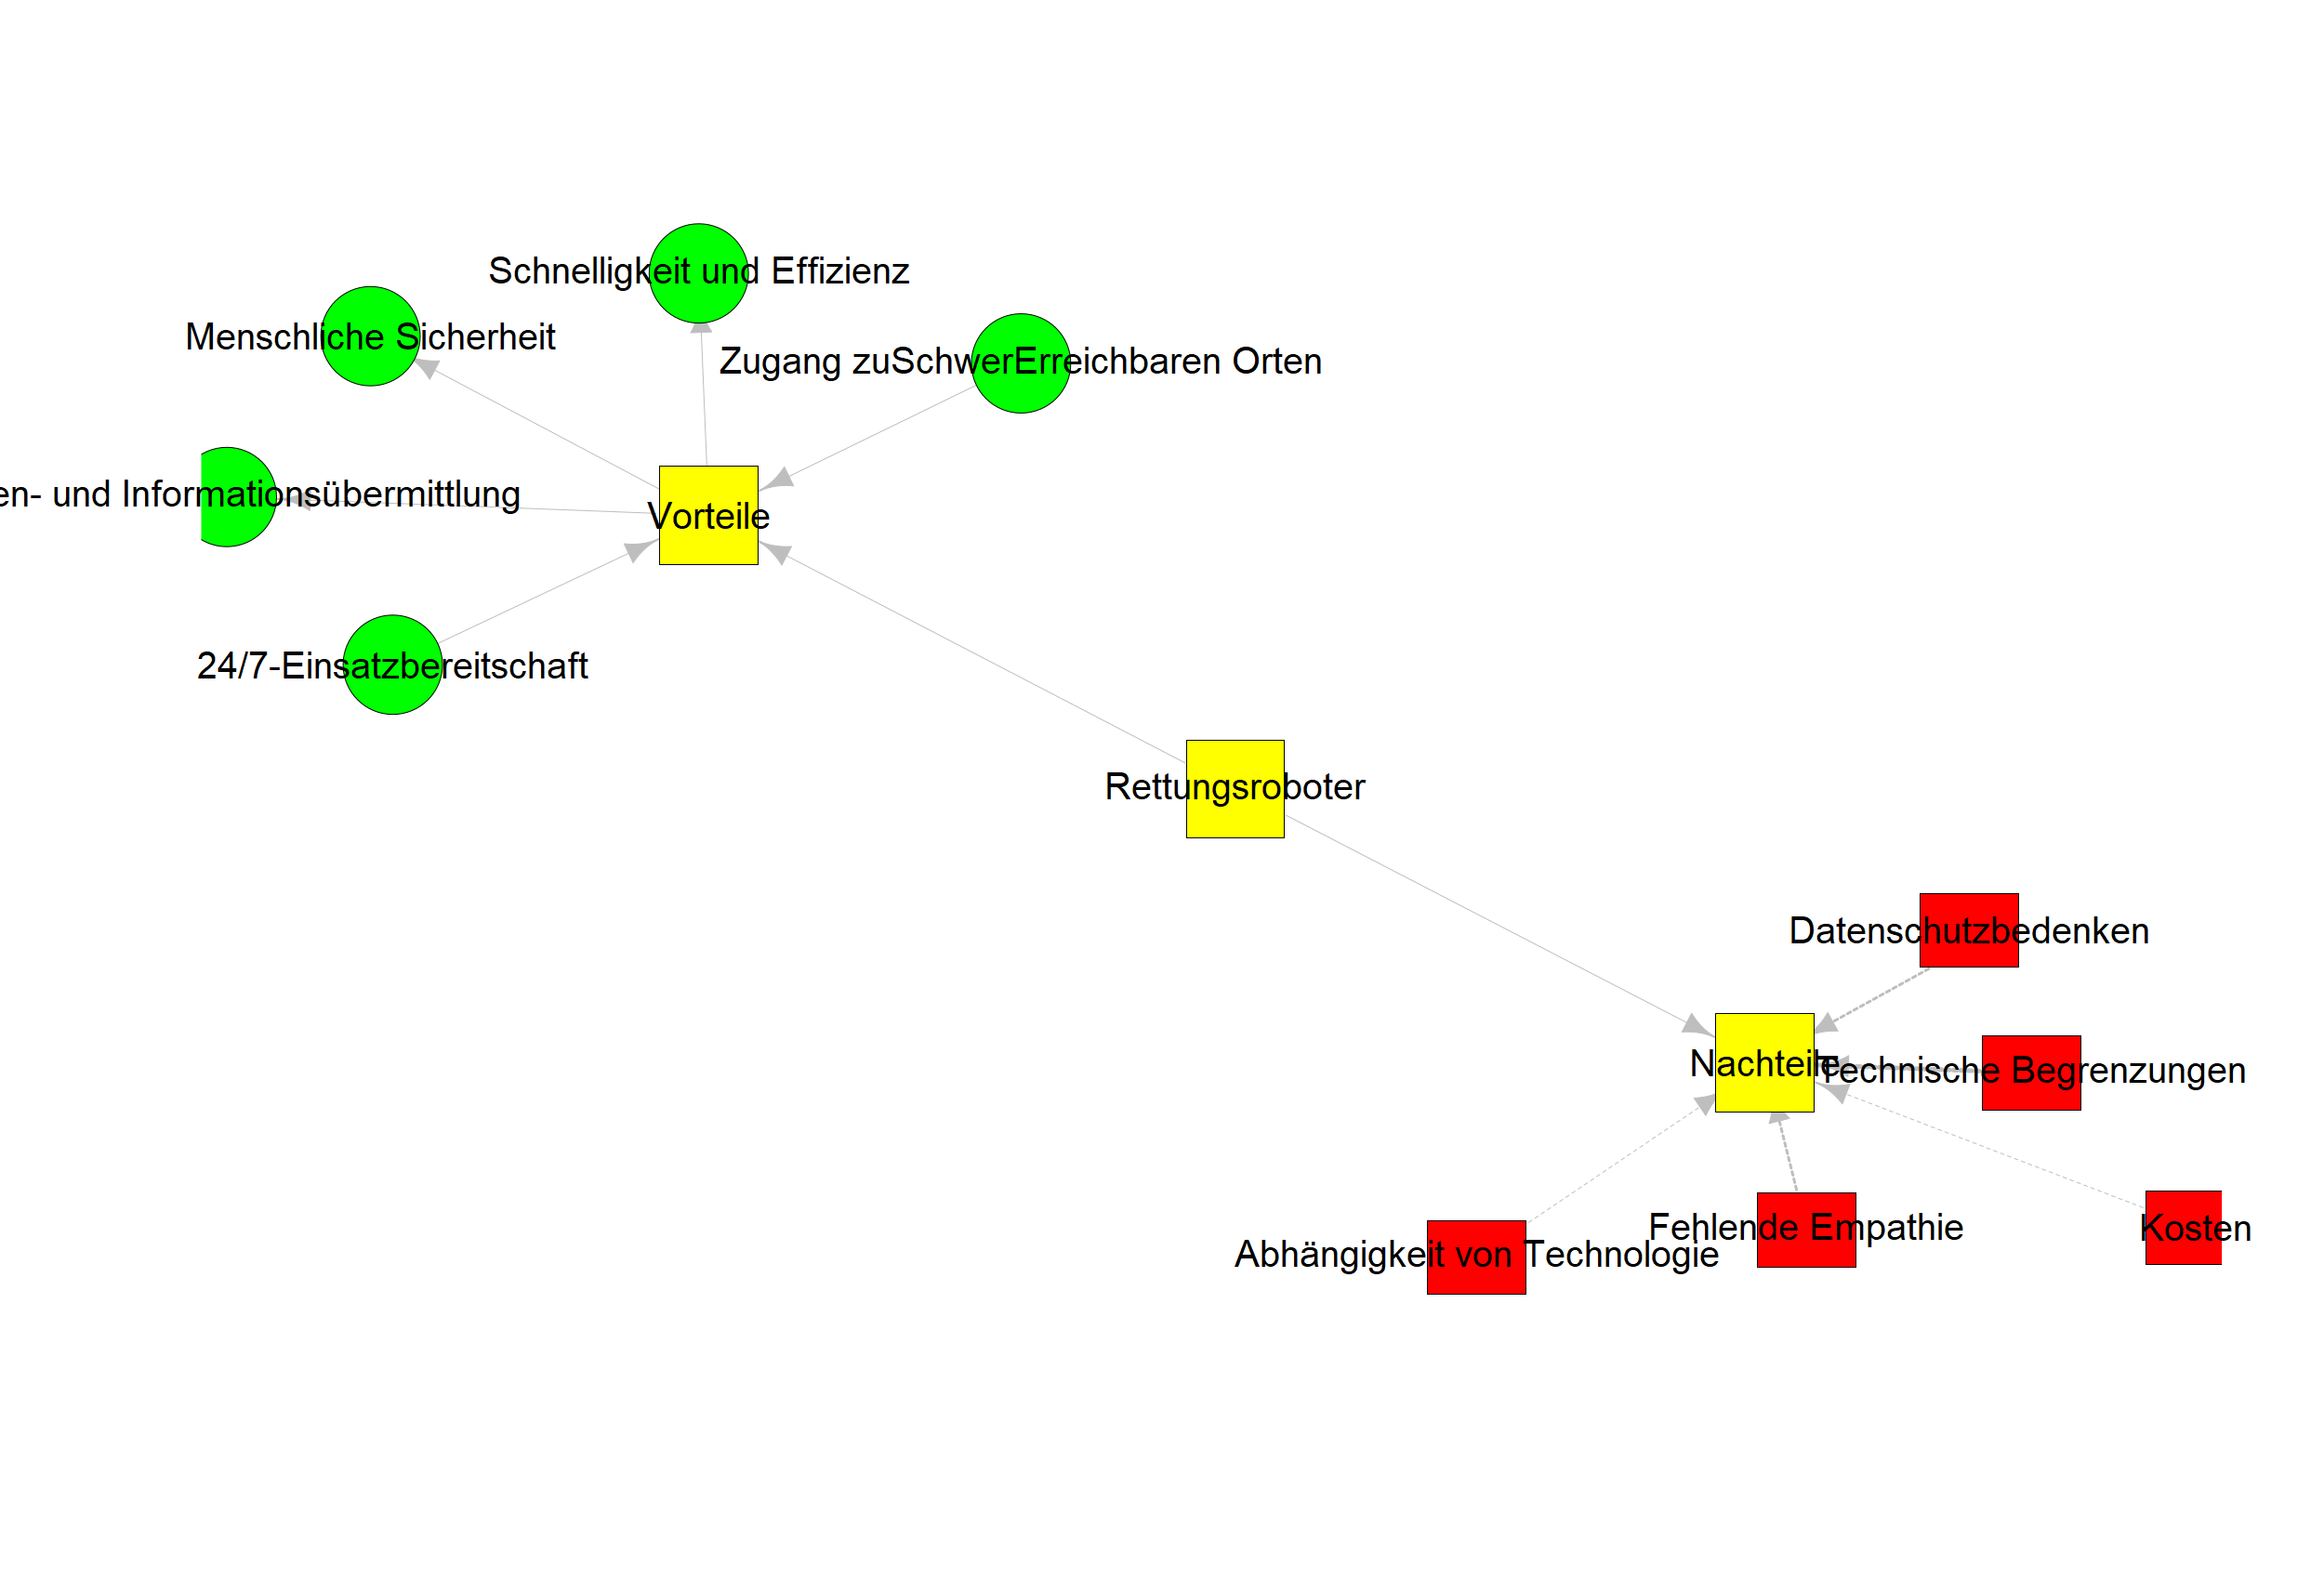 Schnelligkeit und Effizienz
Menschliche Sicherheit
Zugang zuSchwerErreichbaren Orten
und Informationsübermittlung
Vorteile
24/7-Einsatzbereitschaft
Rettungsroboter
Datenschutzbedenken
Nachteile
Technische Begrenzungen
Fehlende Empathie
Kosten
Abhängigkeit von Technologie